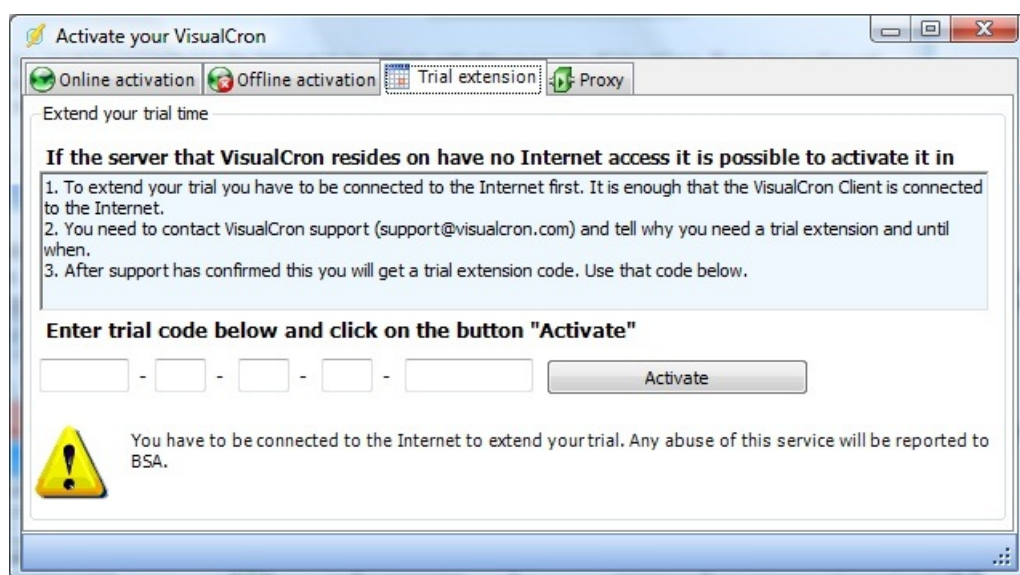 Activate your VisualCron
Online activation Offline activation Trial extension Proxy
Extend your trial time
If the server that VisualCron resides on have no Internet access it is possible to activate it in
1. To extend your trial you have to be connected to the Internet first. It is enough that the VisualCron Client is connected
to the Internet.
2. You need to contact VisualCron support (support@visualcron.com) and tell why you need a trial extension and until
when.
3. After support has confirmed this you will get a trial extension code. Use that code below.
Enter trial code below and click on the button "Activate"
- - - - Activate
You have to be connected to the Internet to extend your trial. Any abuse of this service will be reported to
BSA.